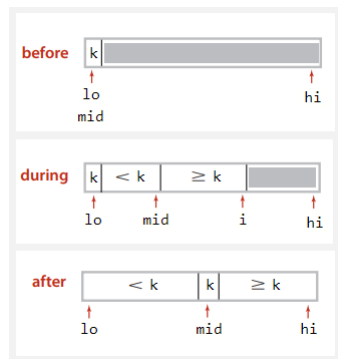 before k
lo hi
mid
during k < k ≥ k
lo mid i hi
after < k k ≥ k
lo mid hi